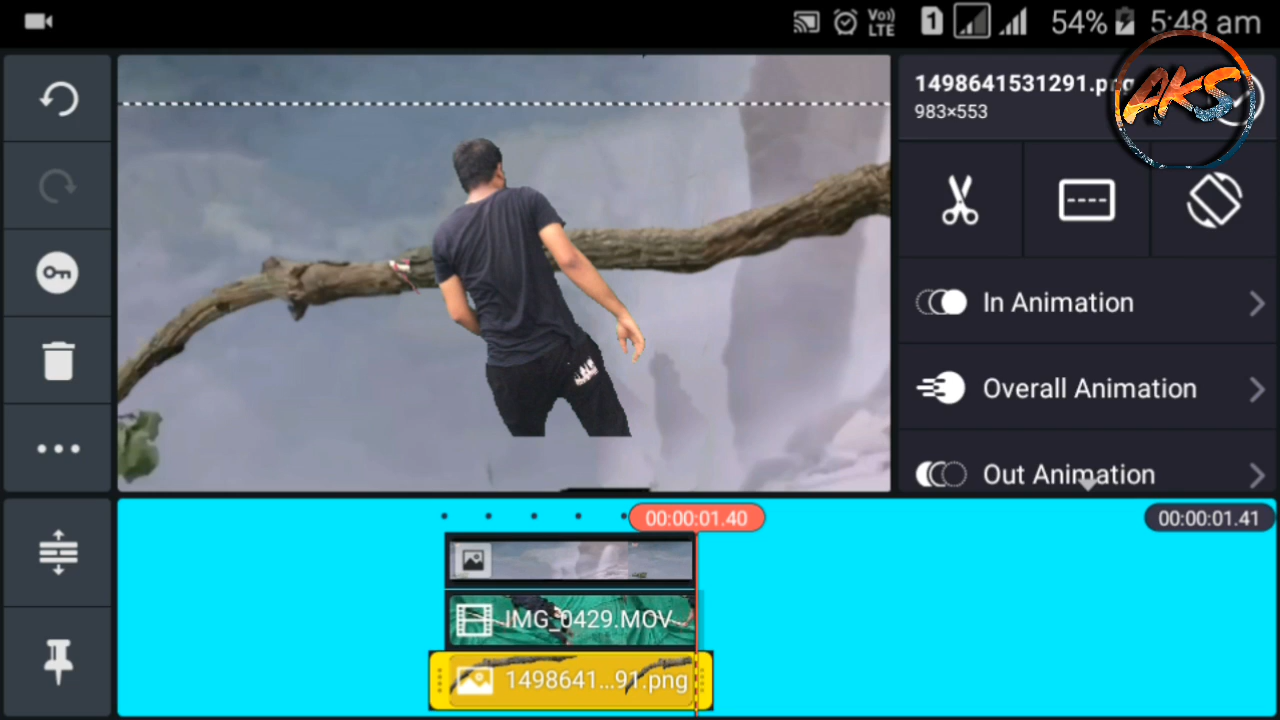 Vo))
LTE
1
54%
5:48 am
1498641531291.png
983×553
AKS
In Animation
Overall Animation
Out Animation
00:00:01.40
00:00:01.41
IMG_0429.MOV
1498641...91.png